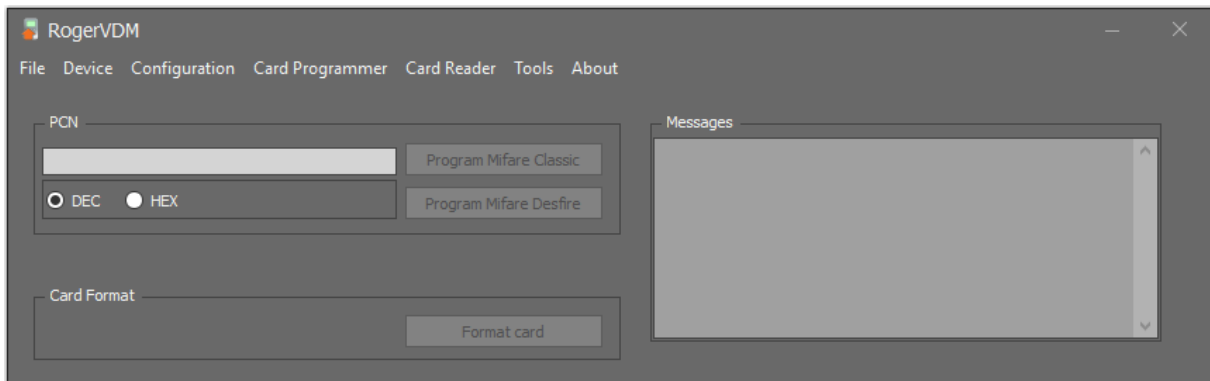 RogerVDM
File Device Configuration Card Programmer Card Reader Tools About
PCN
Program Mifare Classic
DEC HEX
Program Mifare Desfire
Card Format
Format card
Messages